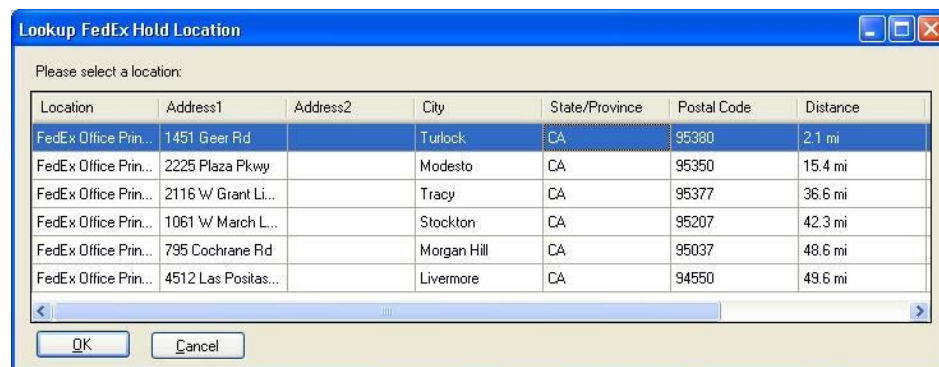 Lookup FedEx Hold Location
Please select a location:
Location Address1 Address2 City State/Province Postal Code Distance
FedEx Office Prin... 1451 Geer Rd Turlock CA 95380 2.1 mi
FedEx Office Prin... 2225 Plaza Pkwy Modesto CA 95350 15.4 mi
FedEx Office Prin... 2116 W Grant Li... Tracy CA 95377 36.6 mi
FedEx Office Prin... 1061 W March L... Stockton CA 95207 42.3 mi
FedEx Office Prin... 795 Cochrane Rd Morgan Hill CA 95037 48.6 mi
FedEx Office Prin... 4512 Las Positas... Livermore CA 94550 49.6 mi
OK Cancel